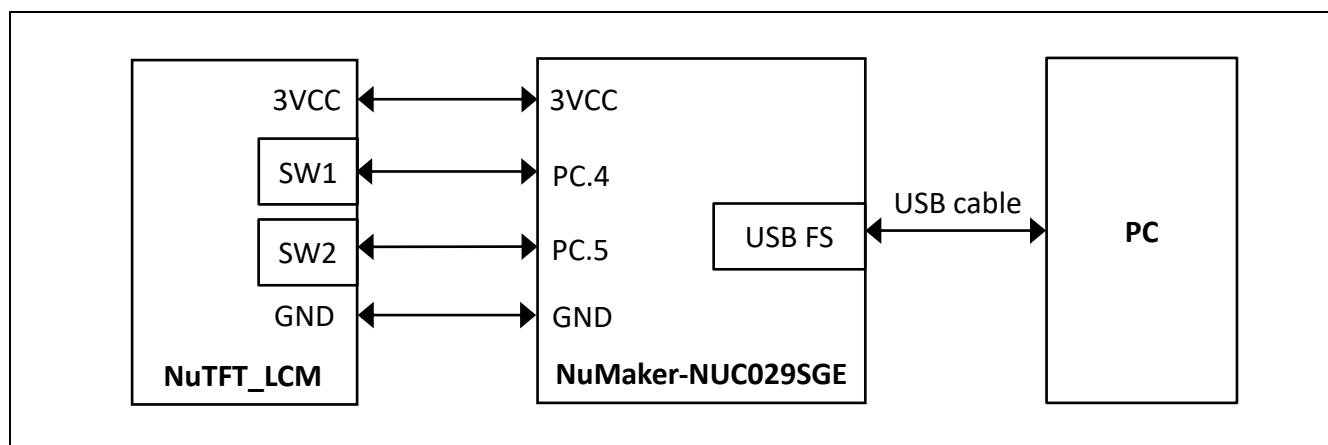 3VCC
SW1
SW2
GND
NuTFT_LCM
3VCC
PC.4
PC.5
GND
USB FS
NuMaker-NUC029SGE
USB cable
PC